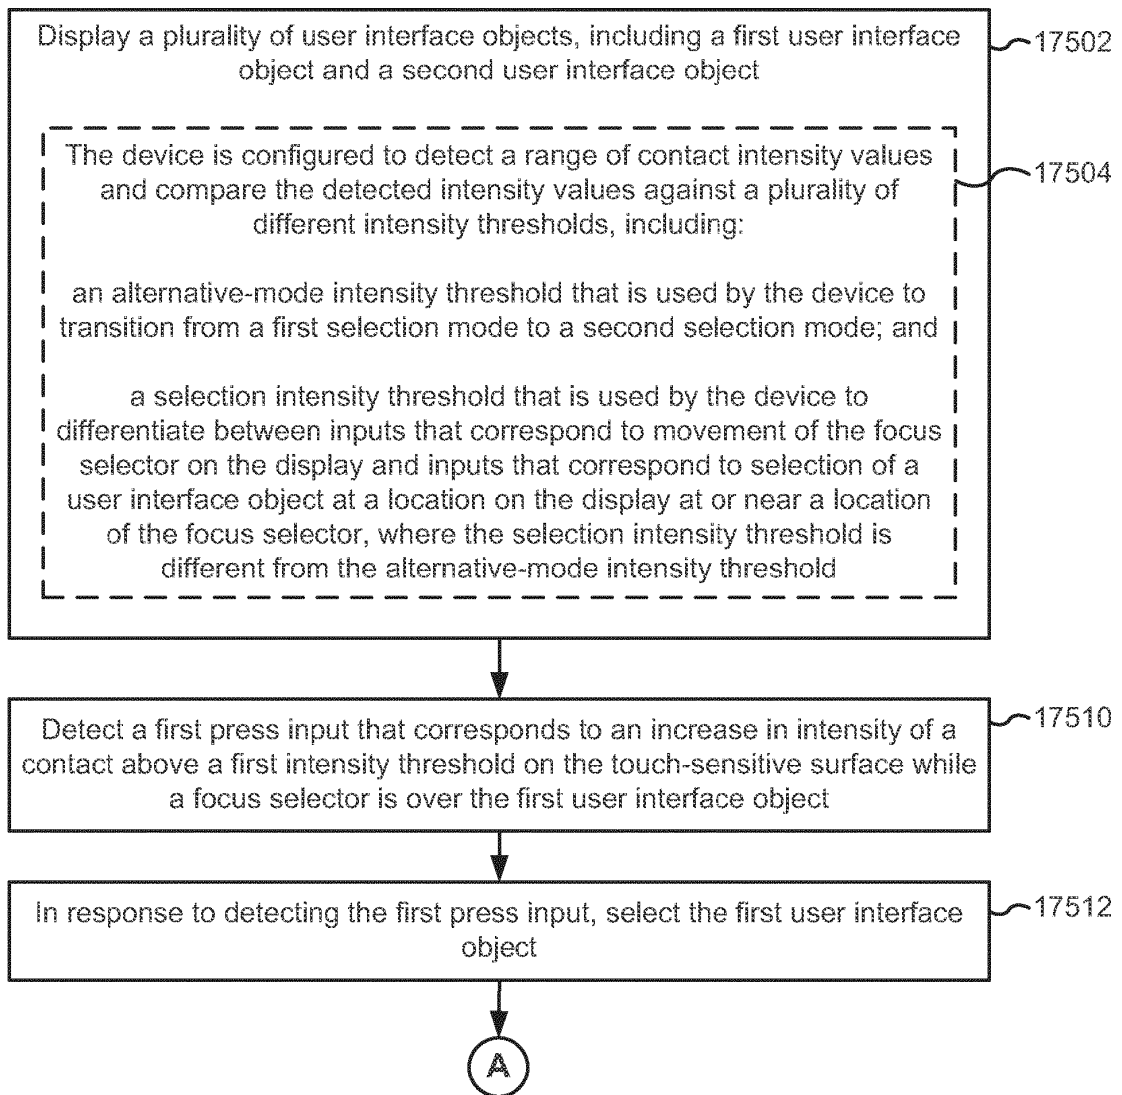 Display a plurality of user interface objects, including a first user interface
object and a second user interface object
17502
The device is configured to detect a range of contact intensity values
and compare the detected intensity values against a plurality of
different intensity thresholds, including:
17504
an alternative-mode intensity threshold that is used by the device to
transition from a first selection mode to a second selection mode; and
a selection intensity threshold that is used by the device to
differentiate between inputs that correspond to movement of the focus
selector on the display and inputs that correspond to selection of a
user interface object at a location on the display at or near a location
of the focus selector, where the selection intensity threshold is
different from the alternative-mode intensity threshold
Detect a first press input that corresponds to an increase in intensity of a
contact above a first intensity threshold on the touch-sensitive surface while
a focus selector is over the first user interface object
17510
In response to detecting the first press input, select the first user interface
object
17512
A